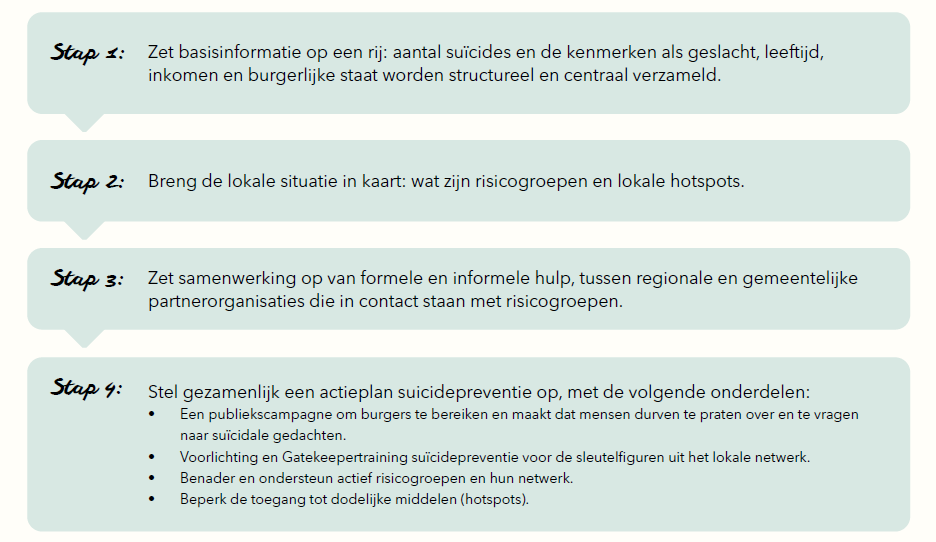 Stap 1: Zet basisinformatie op een rij: aantal suïcides en de kenmerken als geslacht, leeftijd,
inkomen en burgerlijke staat worden structureel en centraal verzameld.
Stap 2: Breng de lokale situatie in kaart: wat zijn risicogroepen en lokale hotspots.
Stap 3: Zet samenwerking op van formele en informele hulp, tussen regionale en gemeentelijke
partnerorganisaties die in contact staan met risicogroepen.
Stap 4: Stel gezamenlijk een actieplan suicidepreventie op, met de volgende onderdelen:
• Een publiekscampagne om burgers te bereiken en maakt dat mensen durven te praten over en te vragen
naar suïcidale gedachten.
• Voorlichting en Gatekeepertraining suïcidepreventie voor de sleutelfiguren uit het lokale netwerk.
• Benader en ondersteun actief risicogroepen en hun netwerk.
• Beperk de toegang tot dodelijke middelen (hotspots).